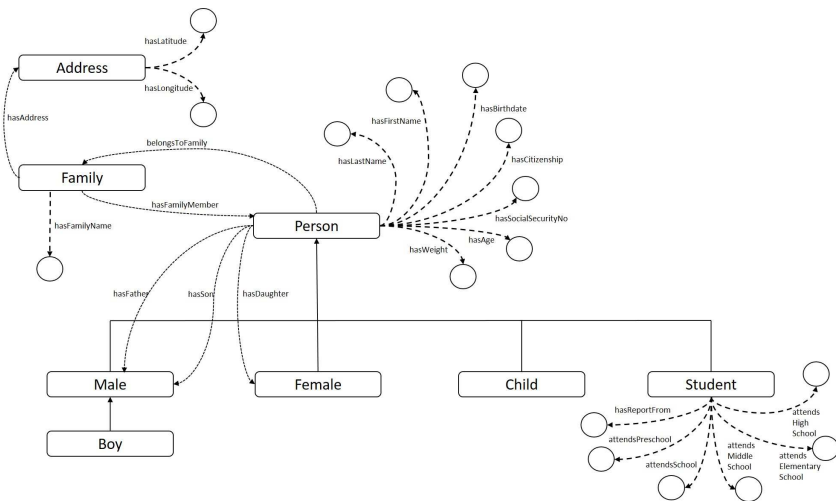 hasLatitude
Address
hasLongitude
hasAddress
hasFirstName
hasBirthdate
belongsToFamily
hasLastName
hasCitizenship
Family
hasFamilyMember
hasSocialSecurityNo
hasFamilyName
Person
hasAge
hasWeight
hasFather
hasSon
hasDaughter
Male
Female
Child
Student
Boy
hasReportFrom
attends
High
School
attendsPreschool
attendsSchool
attends
Middle
School
attends
Elementary
School